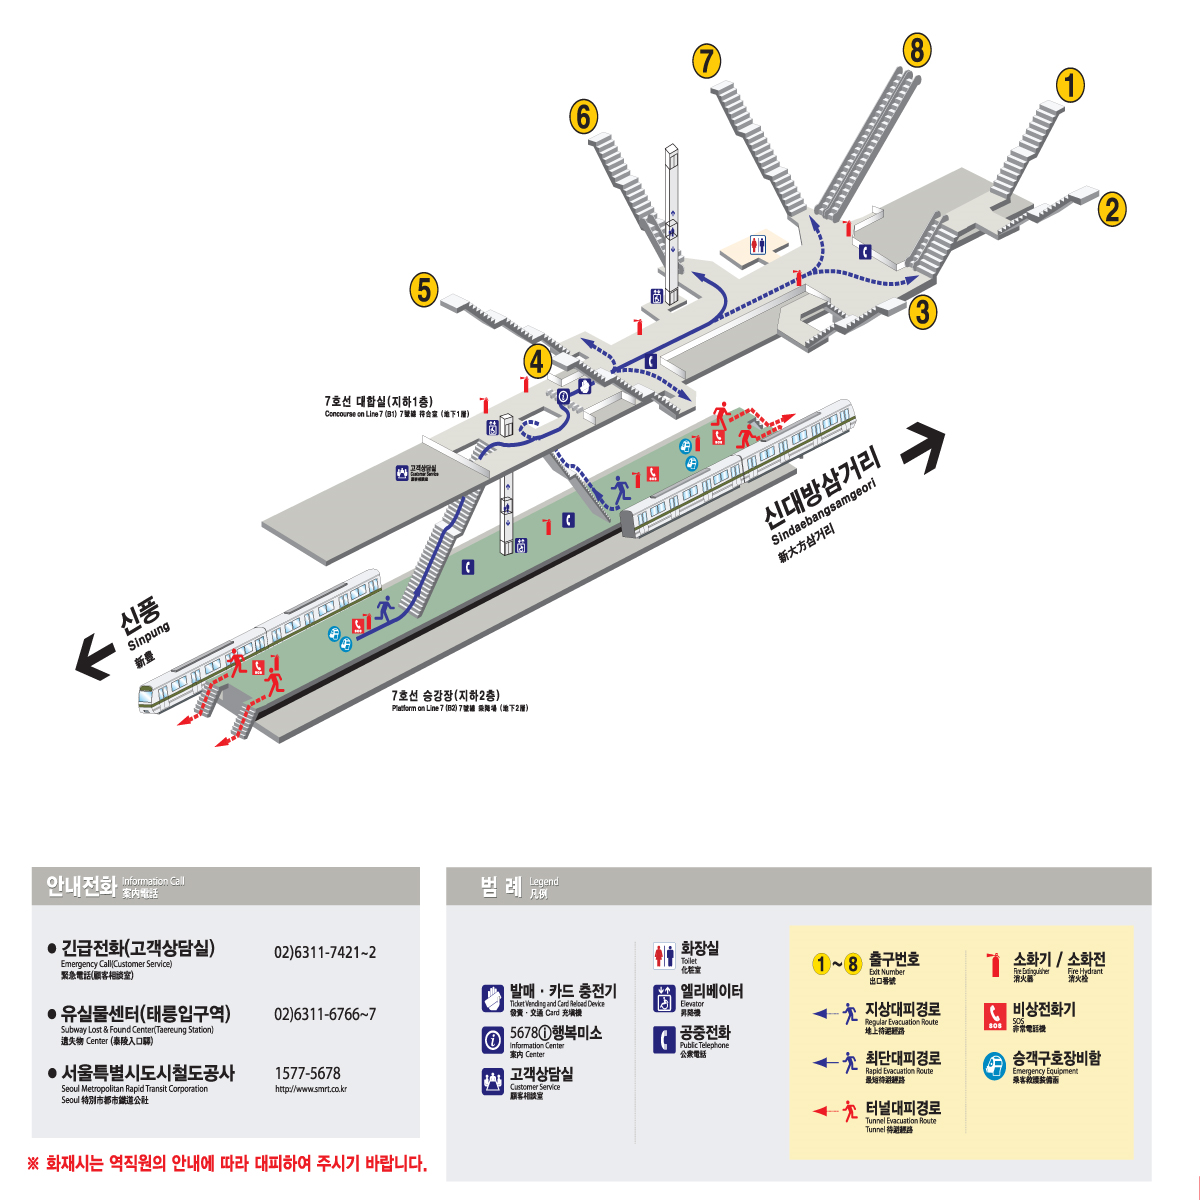 8
7
1
6
2
5
3
4
7호선 대합실(지하1층)
Concourse on Line 7 (B1) 7號線 待合室 (地下1層)
고객상담실
Customer Service
顧客相談室
신대방삼거리
Sindaebangsamgeori
新大方삼거리
신풍
Sinpung
新豊
SOS
SOS
SOS
SOS
7호선 승강장(지하2층)
Platform on Line 7 (B2) 7號線 乘降場 (地下2層)
안내전화 Information Call
案內電話
● 긴급전화(고객상담실) 02)6311-7421~2
Emergency Call(Customer Service)
緊急電話(顧客相談室)
● 유실물센터(태릉입구역) 02)6311-6766~7
Subway Lost & Found Center(Taereung Station)
遺失物 Center (泰陵入口驛)
● 서울특별시도시철도공사 1577-5678
Seoul Metropolitan Rapid Transit Corporation http://www.smrt.co.kr
Seoul 特別市都市鐵道公社
※ 화재시는 역직원의 안내에 따라 대피하여 주시기 바랍니다.
범 례 Legend
凡例
발매 · 카드 충전기
Ticket Vending and Card Reload Device
發賣 · 交通 Card 充塡機
5678ⓘ행복미소
Information Center
案內 Center
고객상담실
Customer Service
顧客相談室
화장실
Toilet
化粧室
엘리베이터
Elevator
昇降機
공중전화
Public Telephone
公衆電話
1 ~ 8 출구번호
Exit Number
出口番號
지상대피경로
Regular Evacuation Route
地上待避經路
최단대피경로
Rapid Evacuation Route
最短待避經路
터널대피경로
Tunnel Evacuation Route
Tunnel 待避經路
소화기 / 소화전
Fire Extinguisher Fire Hydrant
消火器 消火栓
비상전화기
SOS
SOS
非常電話機
승객구호장비함
Emergency Equipment
乘客救護裝備函